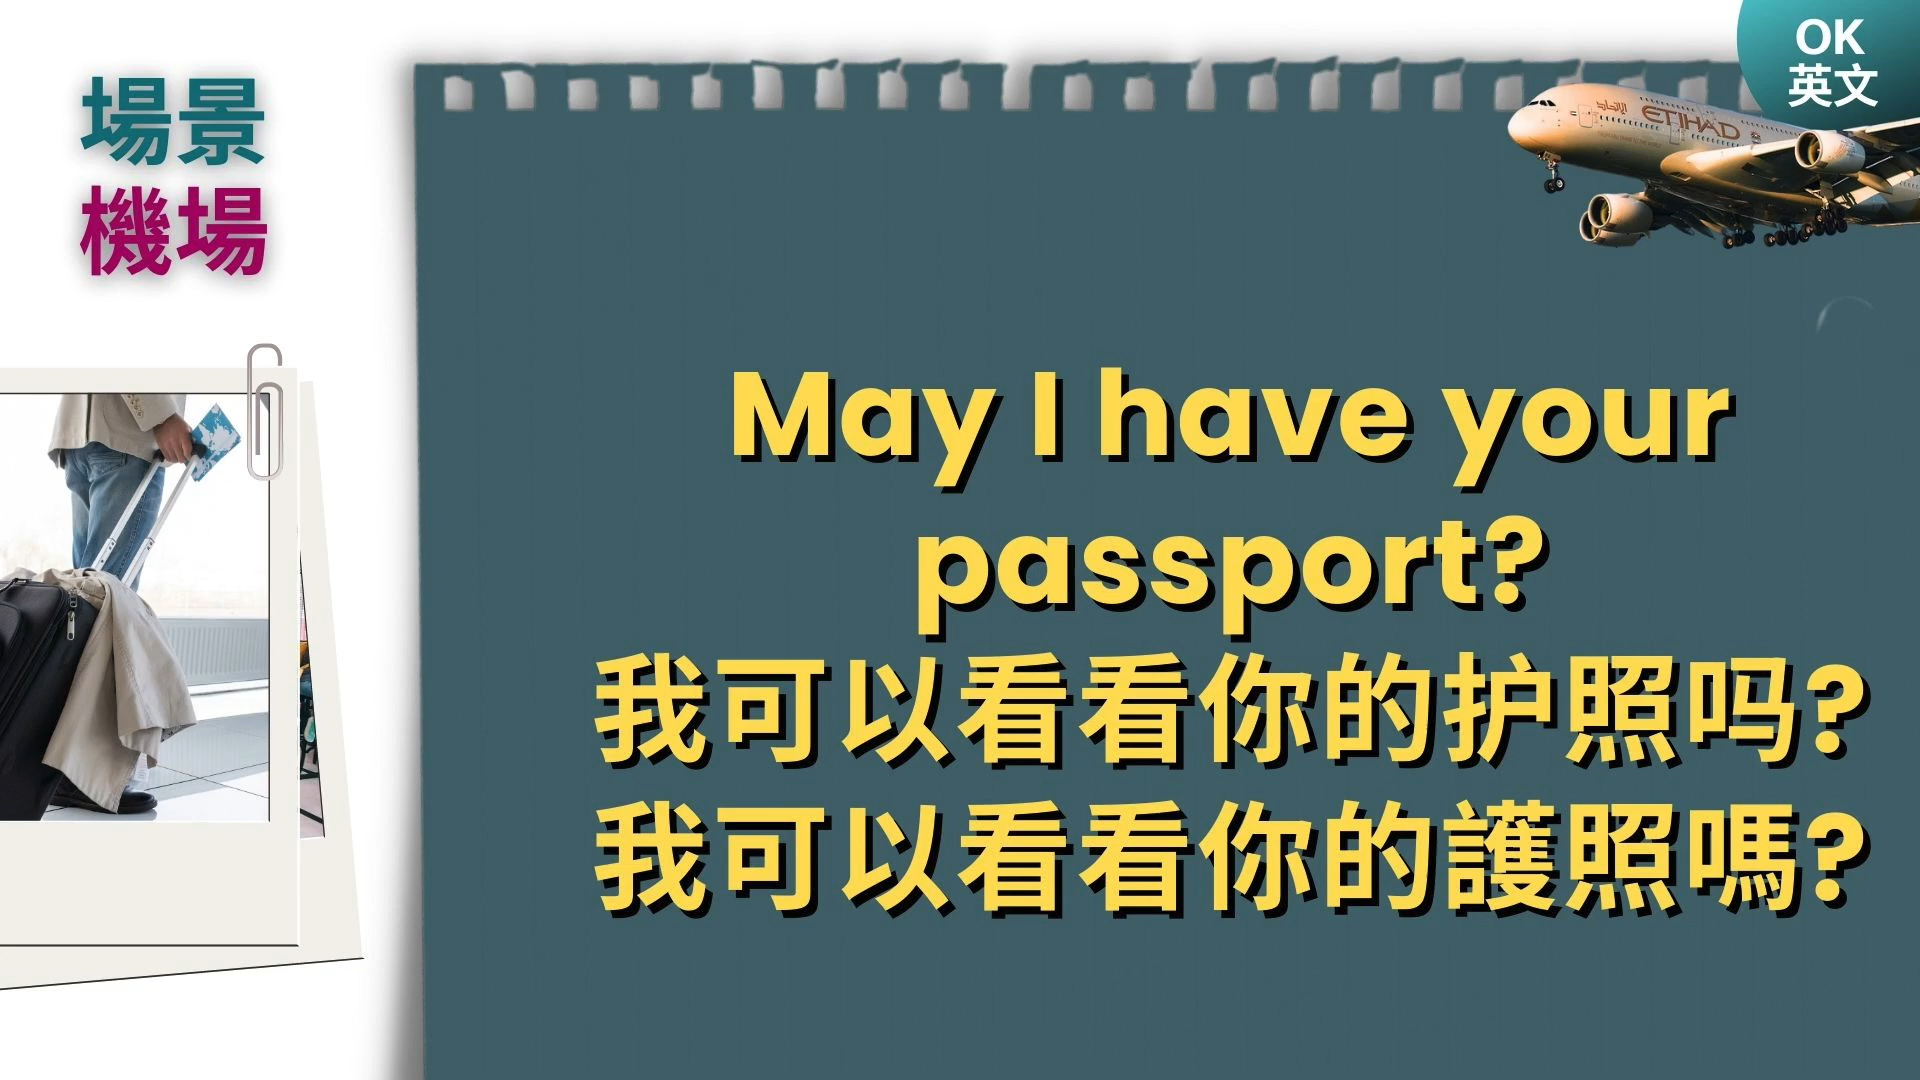 場景
機場
OK
英文
ETIHAD
May I have your
passport?
我可以看看你的护照吗?
我可以看看你的護照嗎?